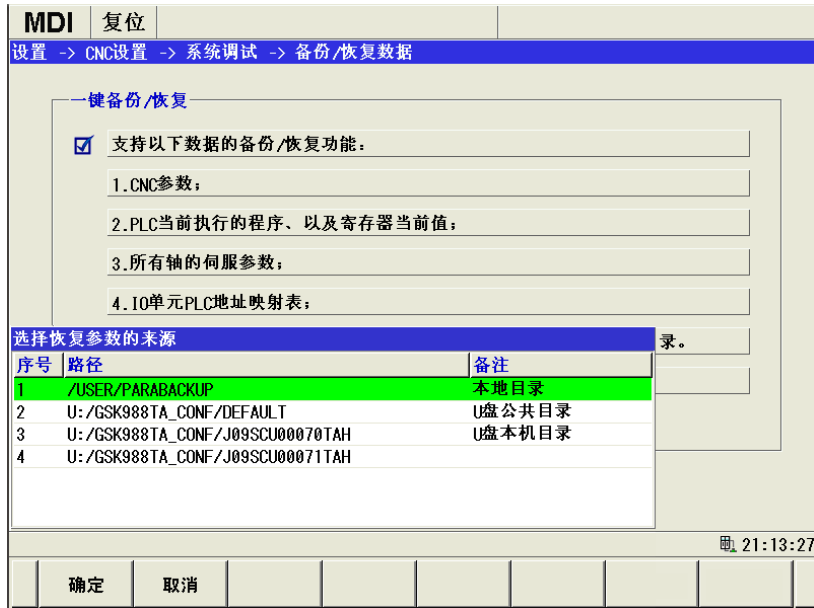 MDI 复位
设置 -> CNC设置 -> 系统调试 -> 备份/恢复数据
一键备份/恢复
支持以下数据的备份/恢复功能:
1.CNC参数;
2.PLC当前执行的程序、以及寄存器当前值;
3.所有轴的伺服参数;
4.IO单元PLC地址映射表;
录。
选择恢复参数的来源
序号 路径 备注
1 /USER/PARABACKUP 本地目录
2 U:/GSK988TA_CONF/DEFAULT U盘公共目录
3 U:/GSK988TA_CONF/J09SCU00070TAH U盘本机目录
4 U:/GSK988TA_CONF/J09SCU00071TAH
21:13:27
确定 取消